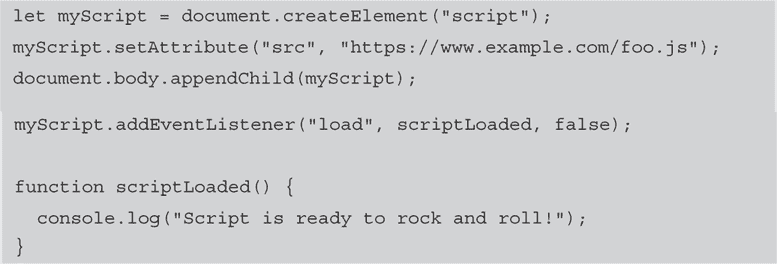 let myScript = document.createElement("script");
myScript.setAttribute("src", "https://www.example.com/foo.js");
document.body.appendChild(myScript);
myScript.addEventListener("load", scriptLoaded, false);
function scriptLoaded() {
  console.log("Script is ready to rock and roll!");
}